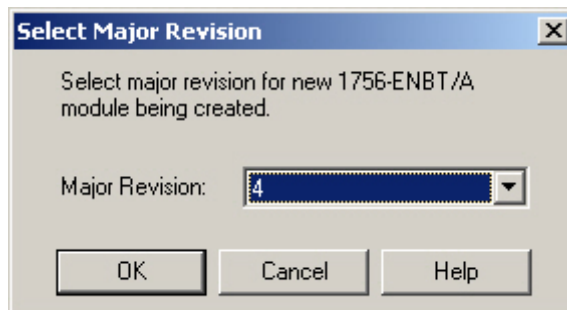 Select Major Revision
Select major revision for new 1756-ENBT/A
module being created.
Major Revision: 4
OK Cancel Help